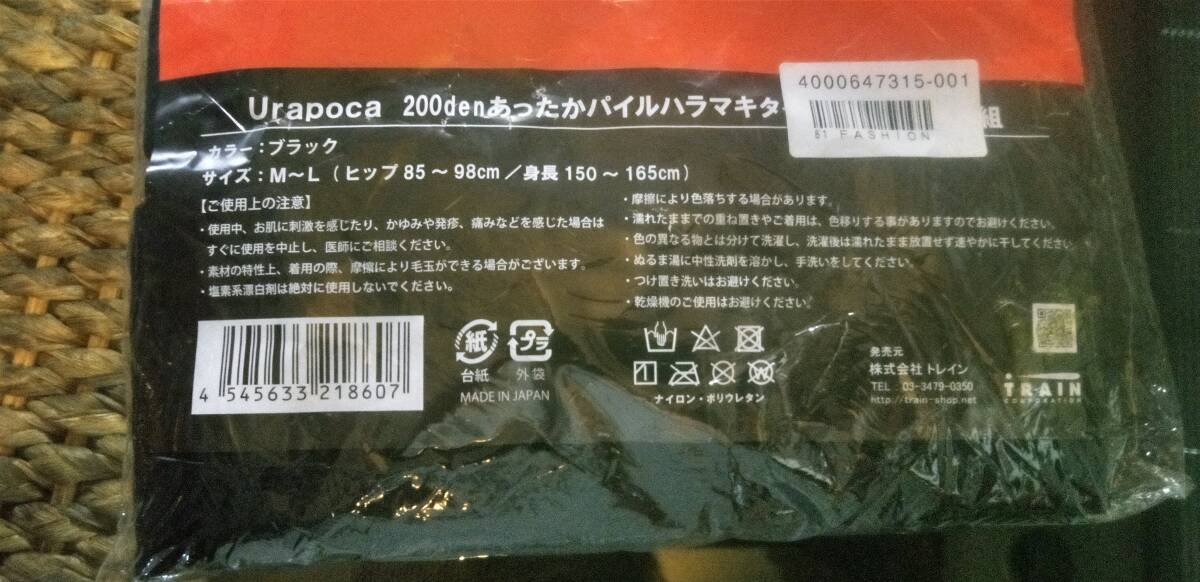 4000647315-001
81 FASHION
Urapoca 200denあったかパイルハラマキタ
組
カラー：ブラック
サイズ：M～L（ヒップ85～98cm／身長150～165cm）
【ご使用上の注意】
・使用中、お肌に刺激を感じたり、かゆみや発疹、痛みなどを感じた場合は
すぐに使用を中止し、医師にご相談ください。
・素材の特性上、着用の際、摩擦により毛玉ができる場合がございます。
・塩素系漂白剤は絶対に使用しないでください。
・摩擦により色落ちする場合があります。
・濡れたままでの重ね置きやご着用は、色移りする事がありますのでお避けください。
・色の異なる物とは分けて洗濯し、洗濯後は濡れたまま放置せず速やかに干してください
・ぬるま湯に中性洗剤を溶かし、手洗いをしてください。
・つけ置き洗いはお避けください。
・乾燥機のご使用はお避けください。
4 545633 218607
紙
台紙
プラ
外袋
MADE IN JAPAN
ナイロン・ポリウレタン
発売元
株式会社 トレイン
TEL：03-3479-0350
http://train-shop.net
TRAIN
CORPORATION